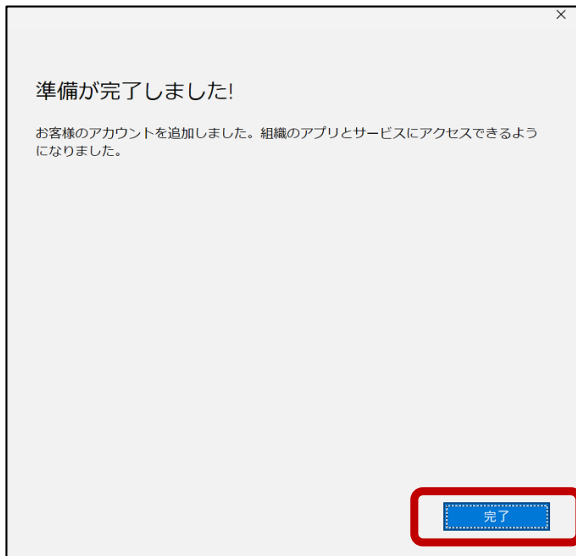 準備が完了しました!
お客様のアカウントを追加しました。組織のアプリとサービスにアクセスできるよう
になりました。
完了